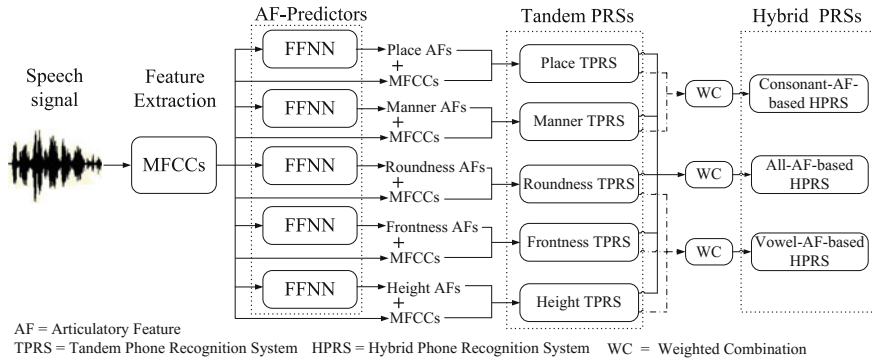 AF-Predictors
Tandem PRSs
Hybrid PRSs
Speech
signal
Feature
Extraction
MFCCs
FFNN
Place AFs
+
MFCCs
Place TPRS
FFNN
Manner AFs
+
MFCCs
Manner TPRS
FFNN
Roundness AFs
+
MFCCs
Roundness TPRS
FFNN
Frontness AFs
+
MFCCs
Frontness TPRS
FFNN
Height AFs
+
MFCCs
Height TPRS
WC
Consonant-AF-
based HPRS
WC
All-AF-based
HPRS
WC
Vowel-AF-based
HPRS
AF = Articulatory Feature
TPRS = Tandem Phone Recognition System HPRS = Hybrid Phone Recognition System WC = Weighted Combination